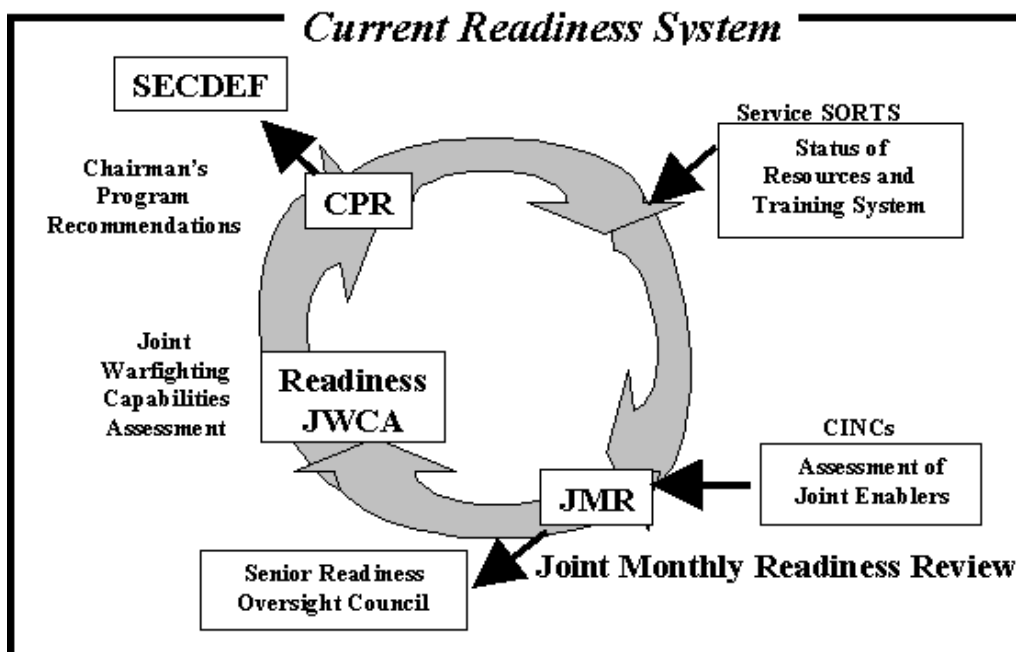 Current Readiness System
SECDEF
Chairman's
Program
Recommendations
CPR
Service SORTS
Status of
Resources and
Training System
Joint
Warfighting
Capabilities
Assessment
Readiness
JWCA
CINCs
Assessment of
Joint Enablers
JMR
Joint Monthly Readiness Review
Senior Readiness
Oversight Council